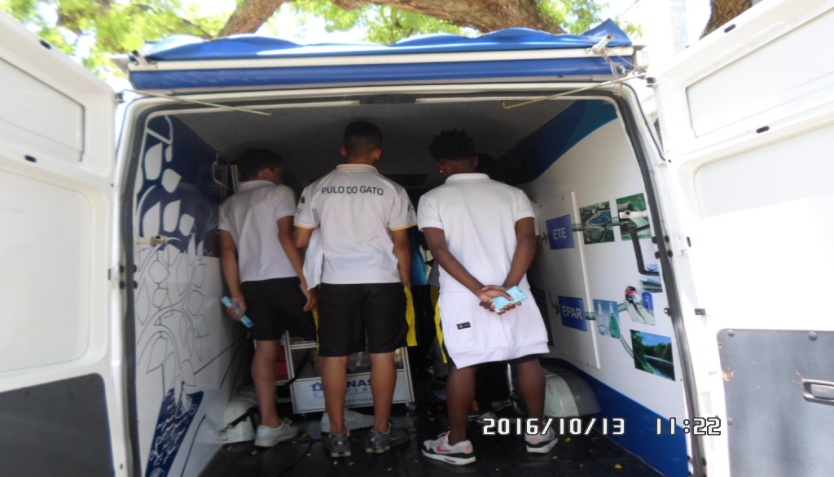 PULO DO GATO
ETE
EPAR
2016/10/13 11:22